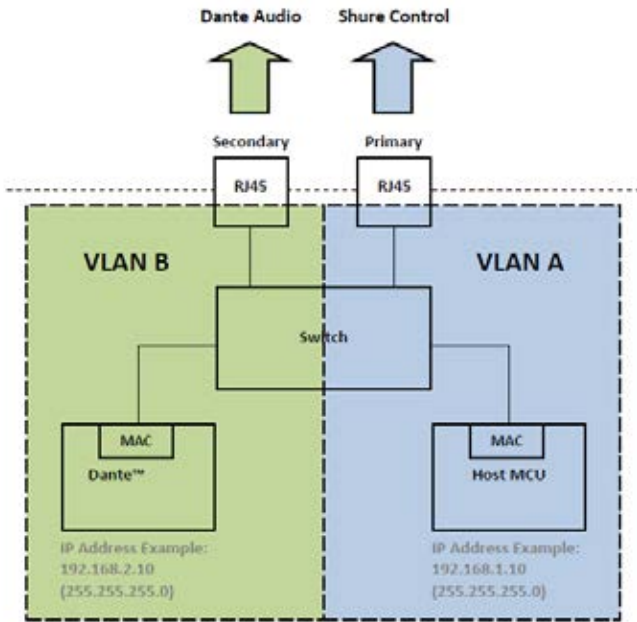 Dante Audio
Shure Control
Secondary
Primary
RJ45
RJ45
VLAN B
VLAN A
Switch
MAC
MAC
Dante™
Host MCU
IP Address Example:
192.168.2.10
(255.255.255.0)
IP Address Example:
192.168.1.10
(255.255.255.0)